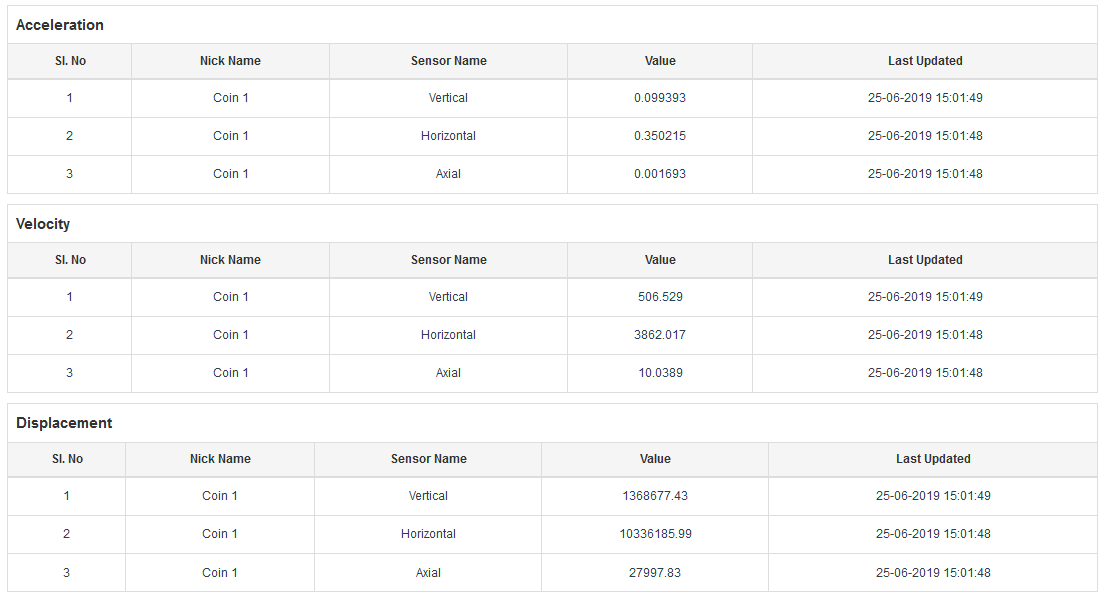 Acceleration
Sl. No Nick Name Sensor Name Value Last Updated
1 Coin 1 Vertical 0.099393 25-06-2019 15:01:49
2 Coin 1 Horizontal 0.350215 25-06-2019 15:01:48
3 Coin 1 Axial 0.001693 25-06-2019 15:01:48
Velocity
Sl. No Nick Name Sensor Name Value Last Updated
1 Coin 1 Vertical 506.529 25-06-2019 15:01:49
2 Coin 1 Horizontal 3862.017 25-06-2019 15:01:48
3 Coin 1 Axial 10.0389 25-06-2019 15:01:48
Displacement
Sl. No Nick Name Sensor Name Value Last Updated
1 Coin 1 Vertical 1368677.43 25-06-2019 15:01:49
2 Coin 1 Horizontal 10336185.99 25-06-2019 15:01:48
3 Coin 1 Axial 27997.83 25-06-2019 15:01:48